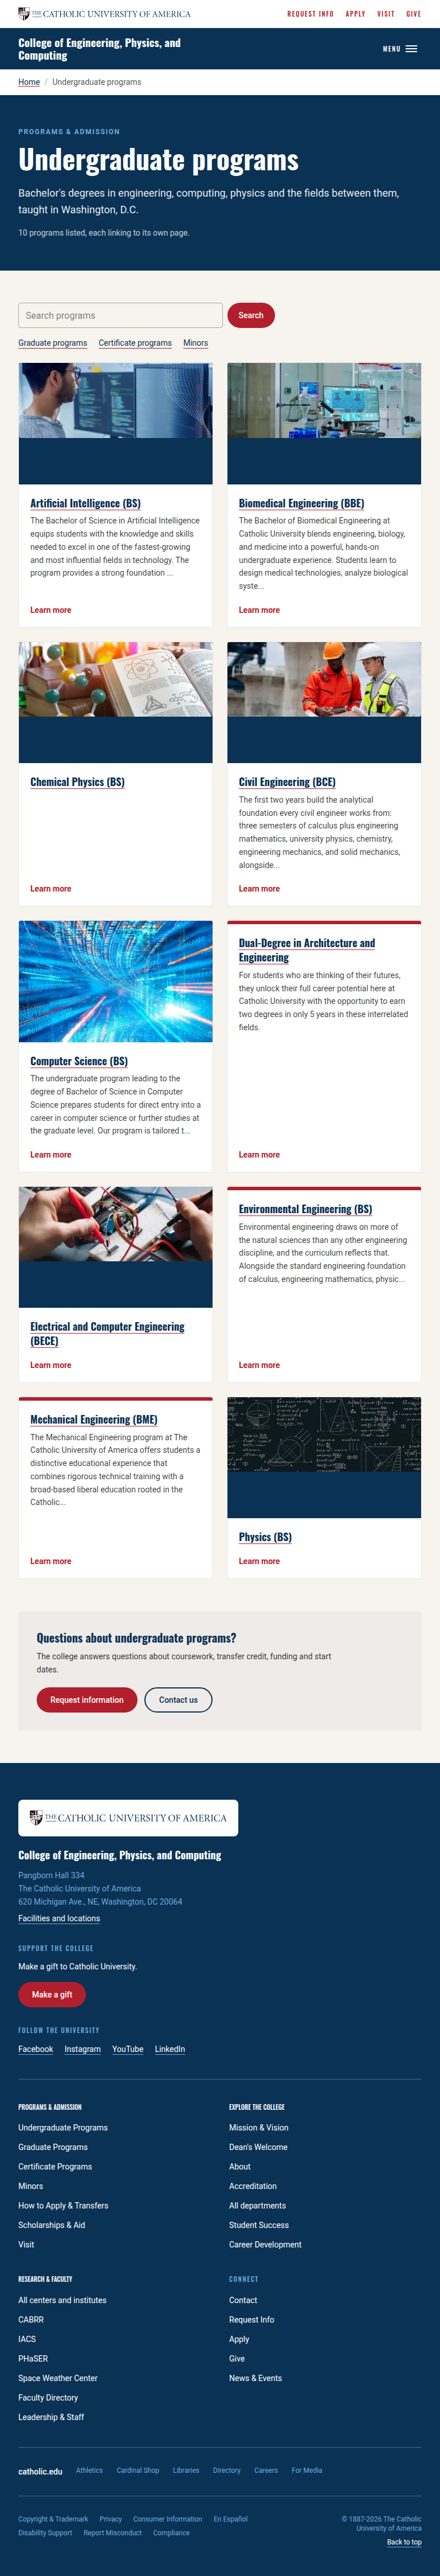 THE CATHOLIC UNIVERSITY OF AMERICA
REQUEST INFO APPLY VISIT GIVE
College of Engineering, Physics, and
Computing
MENU
Home / Undergraduate programs
PROGRAMS & ADMISSION
Undergraduate programs
Bachelor's degrees in engineering, computing, physics and the fields between them,
taught in Washington, D.C.
10 programs listed, each linking to its own page.
Search programs
Search
Graduate programs Certificate programs Minors
Artificial Intelligence (BS)
The Bachelor of Science in Artificial Intelligence
equips students with the knowledge and skills
needed to excel in one of the fastest-growing
and most influential fields in technology. The
program provides a strong foundation ...
Learn more
Biomedical Engineering (BBE)
The Bachelor of Biomedical Engineering at
Catholic University blends engineering, biology,
and medicine into a powerful, hands-on
undergraduate experience. Students learn to
design medical technologies, analyze biological
syste...
Learn more
Chemical Physics (BS)
Learn more
Civil Engineering (BCE)
The first two years build the analytical
foundation every civil engineer works from:
three semesters of calculus plus engineering
mathematics, university physics, chemistry,
engineering mechanics, and solid mechanics,
alongside...
Learn more
Computer Science (BS)
The undergraduate program leading to the
degree of Bachelor of Science in Computer
Science prepares students for direct entry into a
career in computer science or further studies at
the graduate level. Our program is tailored t...
Learn more
Dual-Degree in Architecture and
Engineering
For students who are thinking of their futures,
they unlock their full career potential here at
Catholic University with the opportunity to earn
two degrees in only 5 years in these interrelated
fields.
Learn more
Electrical and Computer Engineering
(BECE)
Learn more
Environmental Engineering (BS)
Environmental engineering draws on more of
the natural sciences than any other engineering
discipline, and the curriculum reflects that.
Alongside the standard engineering foundation
of calculus, engineering mathematics, physic...
Learn more
Mechanical Engineering (BME)
The Mechanical Engineering program at The
Catholic University of America offers students a
distinctive educational experience that
combines rigorous technical training with a
broad-based liberal education rooted in the
Catholic...
Learn more
Physics (BS)
Learn more
Questions about undergraduate programs?
The college answers questions about coursework, transfer credit, funding and start
dates.
Request information Contact us
THE CATHOLIC UNIVERSITY OF AMERICA
College of Engineering, Physics, and Computing
Pangborn Hall 334
The Catholic University of America
620 Michigan Ave., NE, Washington, DC 20064
Facilities and locations
SUPPORT THE COLLEGE
Make a gift to Catholic University.
Make a gift
FOLLOW THE UNIVERSITY
Facebook Instagram YouTube LinkedIn
PROGRAMS & ADMISSION
Undergraduate Programs
Graduate Programs
Certificate Programs
Minors
How to Apply & Transfers
Scholarships & Aid
Visit
EXPLORE THE COLLEGE
Mission & Vision
Dean's Welcome
About
Accreditation
All departments
Student Success
Career Development
RESEARCH & FACULTY
All centers and institutes
CABRR
IACS
PHaSER
Space Weather Center
Faculty Directory
Leadership & Staff
CONNECT
Contact
Request Info
Apply
Give
News & Events
catholic.edu Athletics Cardinal Shop Libraries Directory Careers For Media
Copyright & Trademark Privacy Consumer Information En Español
Disability Support Report Misconduct Compliance
© 1887-2026 The Catholic
University of America
Back to top